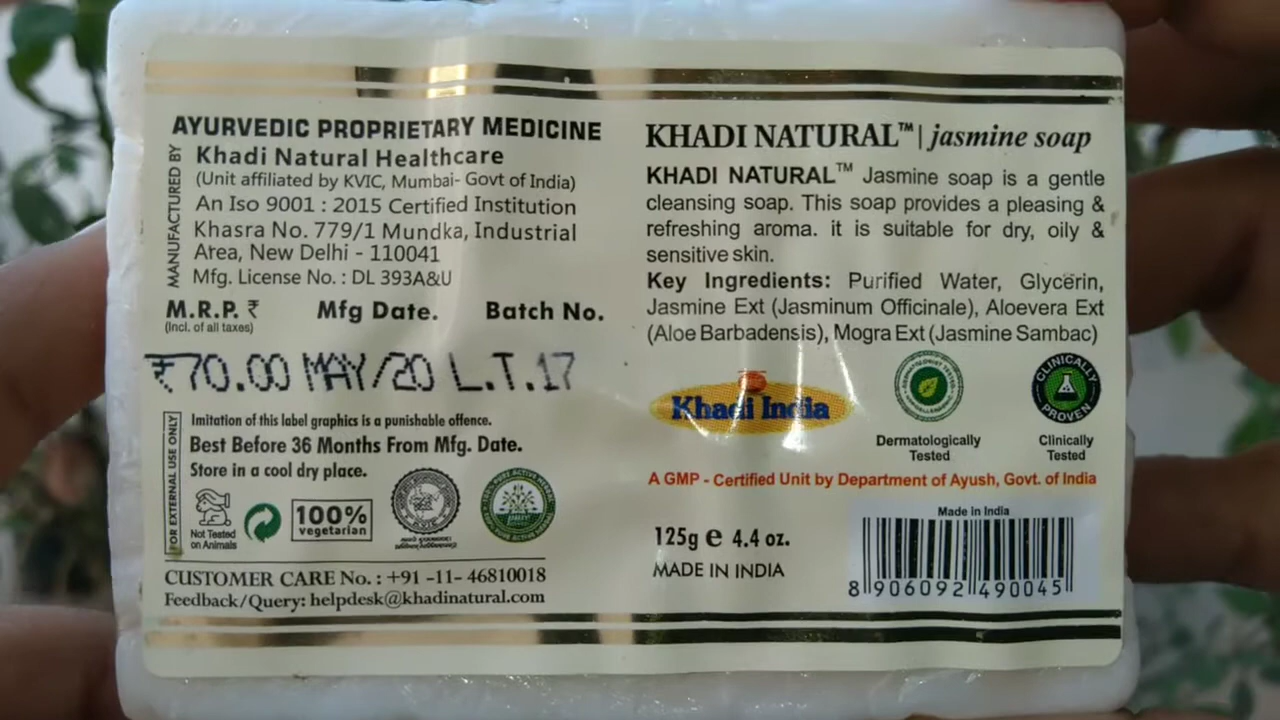 AYURVEDIC PROPRIETARY MEDICINE
MANUFACTURED BY
Khadi Natural Healthcare
(Unit affiliated by KVIC, Mumbai- Govt of India)
An Iso 9001 : 2015 Certified Institution
Khasra No. 779/1 Mundka, Industrial
Area, New Delhi - 110041
Mfg. License No. : DL 393A&U
M.R.P. ₹ Mfg Date. Batch No.
(Incl. of all taxes)
₹70.00 MAY/20 L.T.17
FOR EXTERNAL USE ONLY
Imitation of this label graphics is a punishable offence.
Best Before 36 Months From Mfg. Date.
Store in a cool dry place.
Not Tested
on Animals
100%
vegetarian
KVIC
CUSTOMER CARE No. : +91 -11- 46810018
Feedback/Query: helpdesk@khadinatural.com
KHADI NATURAL™ | jasmine soap
KHADI NATURAL™ Jasmine soap is a gentle
cleansing soap. This soap provides a pleasing &
refreshing aroma. it is suitable for dry, oily &
sensitive skin.
Key Ingredients: Purified Water, Glycerin,
Jasmine Ext (Jasminum Officinale), Aloevera Ext
(Aloe Barbadensis), Mogra Ext (Jasmine Sambac)
Khadi India
Dermatologically
Tested
CLINICALLY
PROVEN
Clinically
Tested
A GMP - Certified Unit by Department of Ayush, Govt. of India
125g e 4.4 oz.
MADE IN INDIA
Made in India
8 906092 490045